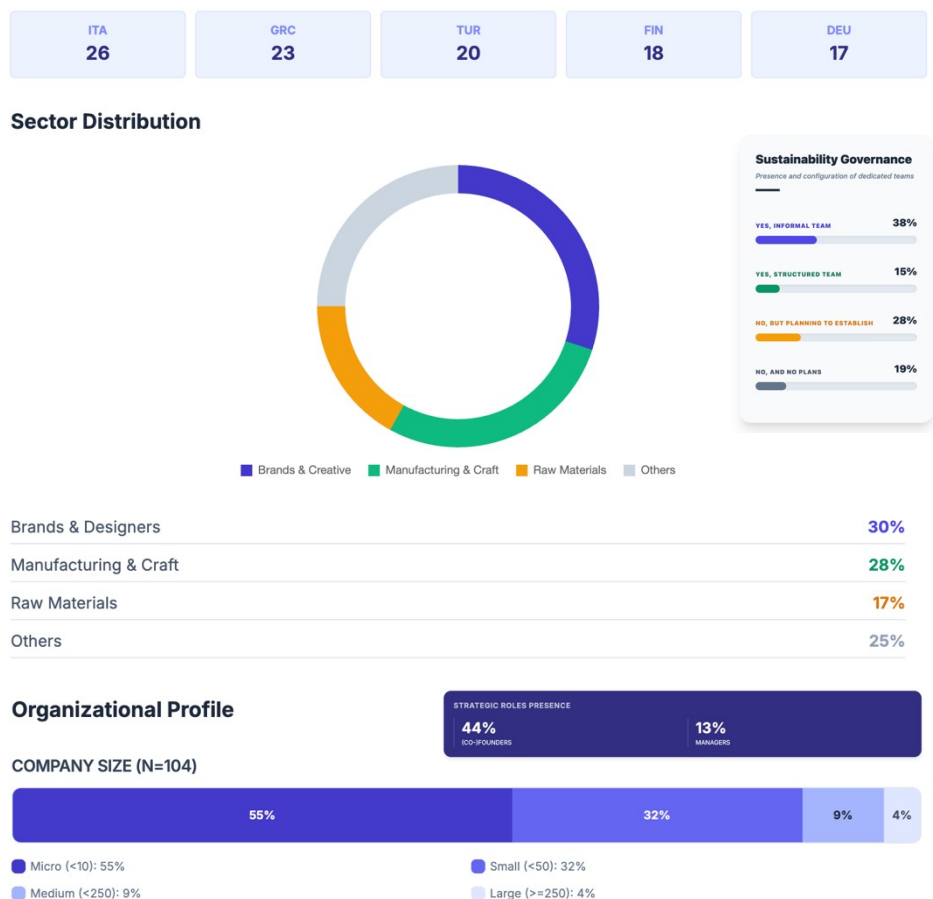 ITA GRC TUR FIN DEU
26 23 20 18 17
Sector Distribution
Sustainability Governance
Presence and configuration of dedicated teams
YES, INFORMAL TEAM 38%
YES, STRUCTURED TEAM 15%
NO, BUT PLANNING TO ESTABLISH 28%
NO, AND NO PLANS 19%
Brands & Creative Manufacturing & Craft Raw Materials Others
Brands & Designers 30%
Manufacturing & Craft 28%
Raw Materials 17%
Others 25%
Organizational Profile
STRATEGIC ROLES PRESENCE
44% 13%
(CO-)FOUNDERS MANAGERS
COMPANY SIZE (N=104)
55% 32% 9% 4%
Micro (<10): 55% Small (<50): 32%
Medium (<250): 9% Large (>=250): 4%